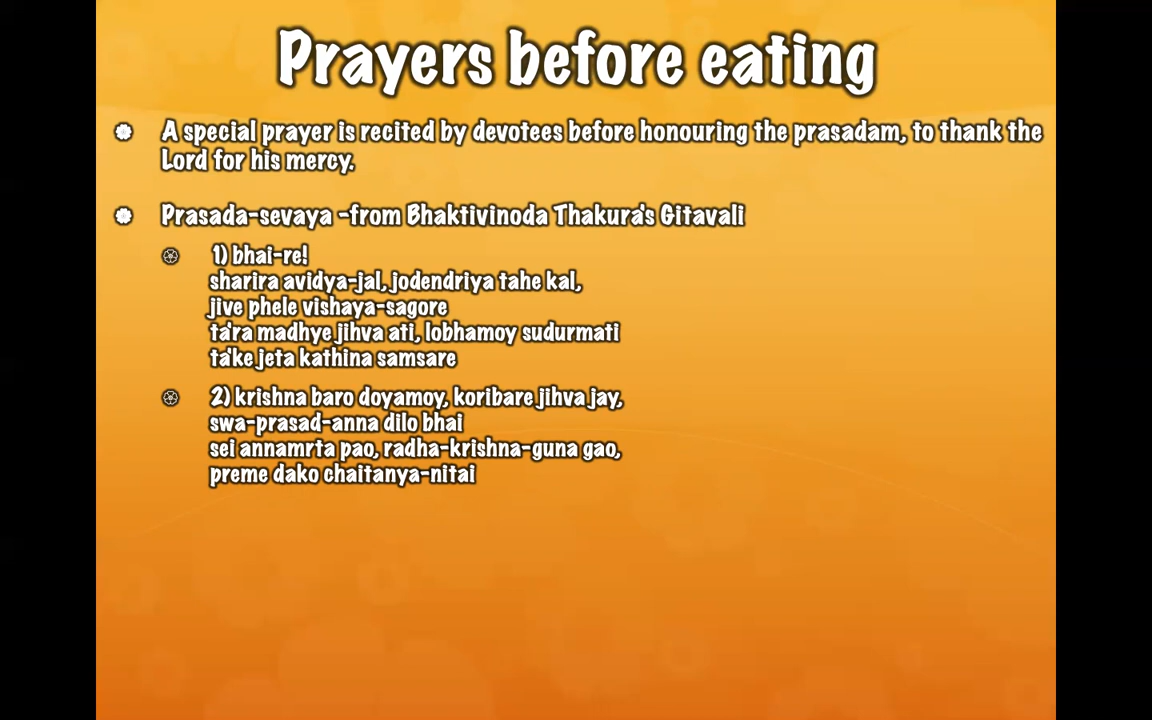 Prayers before eating
A special prayer is recited by devotees before honouring the prasadam, to thank the
Lord for his mercy.
Prasada-sevaya -from Bhaktivinoda Thakura's Gitavali
1) bhai-re!
sharira avidya-jal, jodendriya tahe kal,
jive phele vishaya-sagore
ta'ra madhye jihva ati, lobhamoy sudurmati
ta'ke jeta kathina samsare
2) krishna baro doyamoy, koribare jihva jay,
swa-prasad-anna dilo bhai
sei annamrta pao, radha-krishna-guna gao,
preme dako chaitanya-nitai